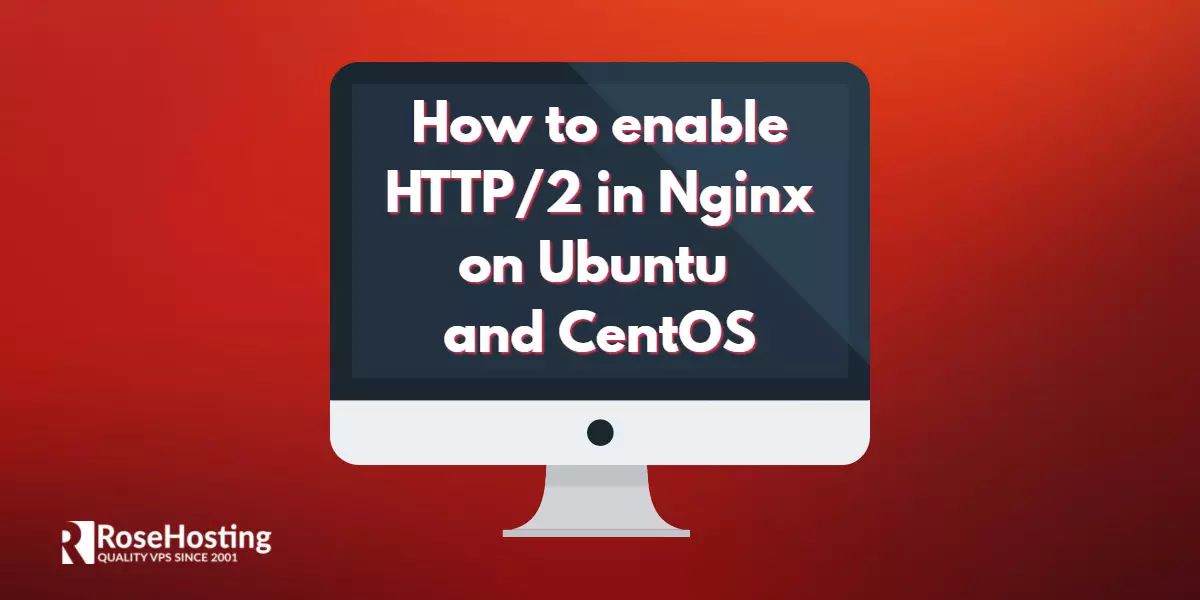 How to enable
HTTP/2 in Nginx
on Ubuntu
and CentOS
R RoseHosting
QUALITY VPS SINCE 2001